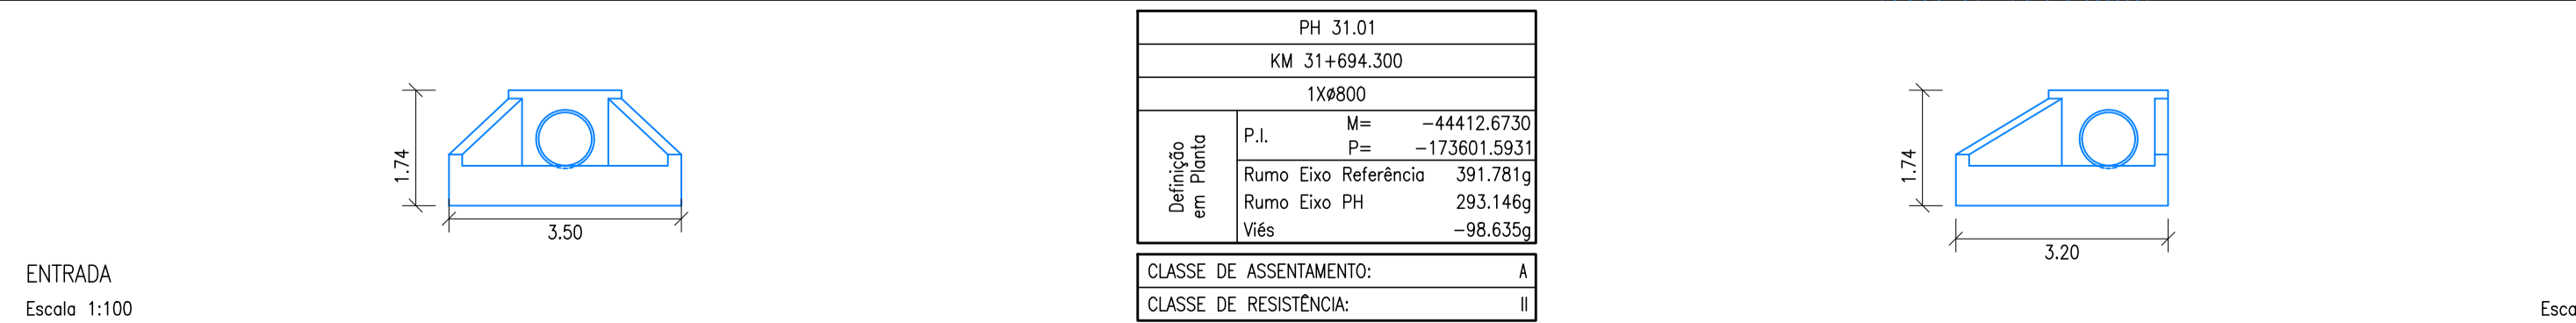 1.74
3.50
ENTRADA
Escala 1:100
PH 31.01
KM 31+694.300
1XØ800
Definição
em Planta
P.I.
M= -44412.6730
P= -173601.5931
Rumo Eixo Referência 391.781g
Rumo Eixo PH 293.146g
Viés -98.635g
CLASSE DE ASSENTAMENTO: A
CLASSE DE RESISTÊNCIA: II
1.74
3.20
Esca